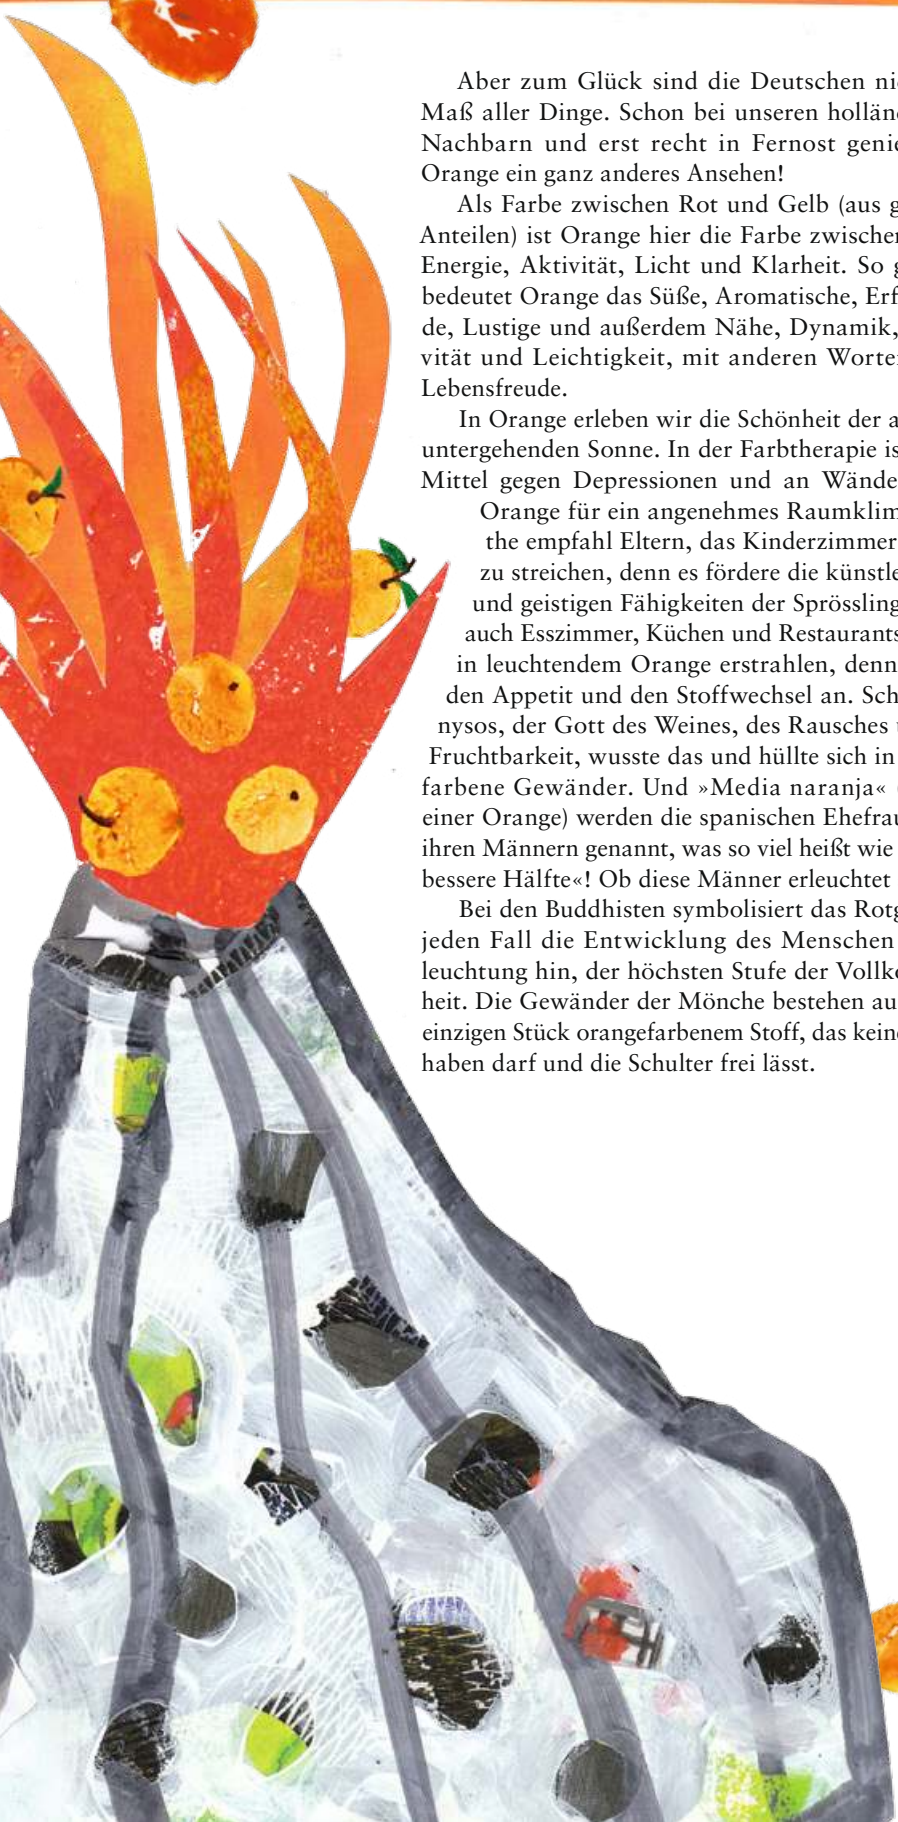 Aber zum Glück sind die Deutschen nic
Maß aller Dinge. Schon bei unseren hollän
Nachbarn und erst recht in Fernost genie
Orange ein ganz anderes Ansehen!
Als Farbe zwischen Rot und Gelb (aus g
Anteilen) ist Orange hier die Farbe zwischen
Energie, Aktivität, Licht und Klarheit. So g
bedeutet Orange das Süße, Aromatische, Erf
de, Lustige und außerdem Nähe, Dynamik,
vität und Leichtigkeit, mit anderen Worten
Lebensfreude.
In Orange erleben wir die Schönheit der a
untergehenden Sonne. In der Farbtherapie is
Mittel gegen Depressionen und an Wände
Orange für ein angenehmes Raumklim
the empfahl Eltern, das Kinderzimmer
zu streichen, denn es fördere die künstle
und geistigen Fähigkeiten der Sprössling
auch Esszimmer, Küchen und Restaurants
in leuchtendem Orange erstrahlen, denn
den Appetit und den Stoffwechsel an. Sch
nysos, der Gott des Weines, des Rausches
Fruchtbarkeit, wusste das und hüllte sich in
farbene Gewänder. Und »Media naranja«
einer Orange) werden die spanischen Ehefrau
ihren Männern genannt, was so viel heißt wie
bessere Hälfte«! Ob diese Männer erleuchtet
Bei den Buddhisten symbolisiert das Rotg
jeden Fall die Entwicklung des Menschen
leuchtung hin, der höchsten Stufe der Vollko
heit. Die Gewänder der Mönche bestehen au
einzigen Stück orangefarbenem Stoff, das kein
haben darf und die Schulter frei lässt.